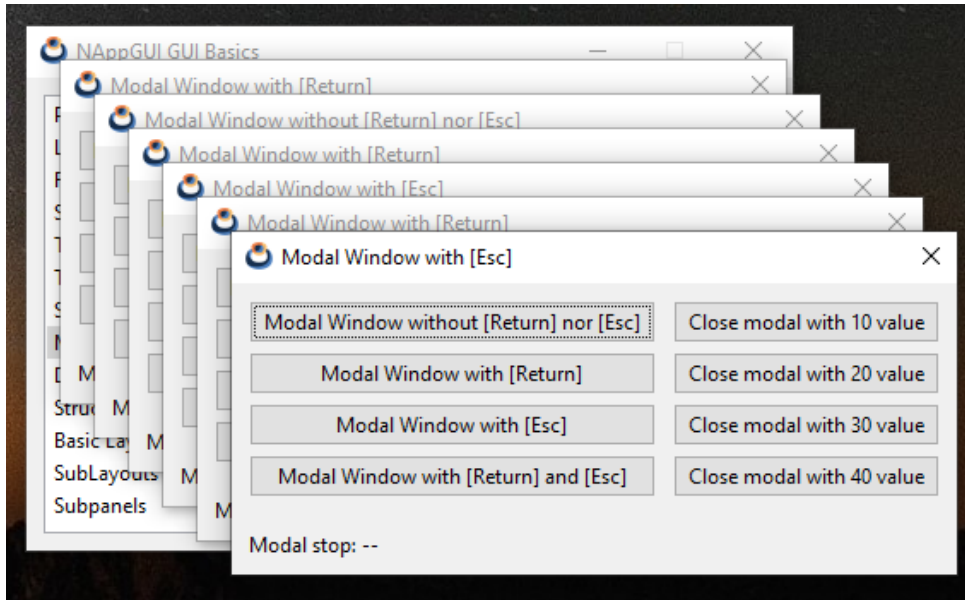 NAppGUI GUI Basics
Modal Window with [Return]
Modal Window without [Return] nor [Esc]
Modal Window with [Return]
Modal Window with [Esc]
Modal Window with [Return]
Modal Window with [Esc]
Modal Window without [Return] nor [Esc]
Close modal with 10 value
Modal Window with [Return]
Close modal with 20 value
Modal Window with [Esc]
Close modal with 30 value
Modal Window with [Return] and [Esc]
Close modal with 40 value
Modal stop: --
Basic Lay
SubLayouts
Subpanels